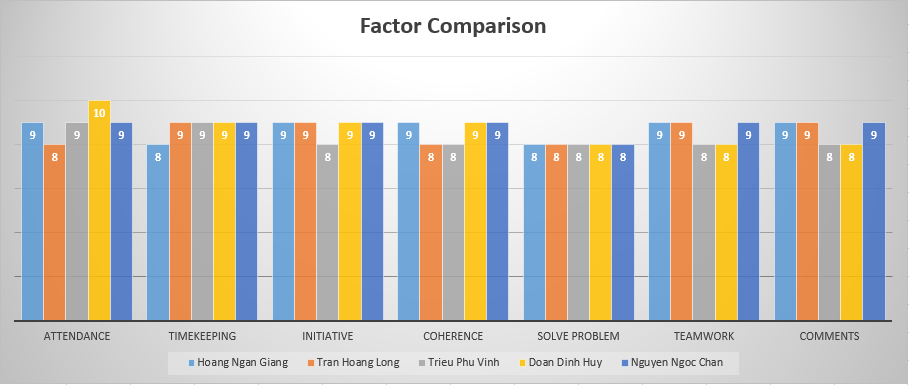 Factor Comparison
9 8 9 10 9 8 9 9 9 9 9 9 8 9 9 9 8 8 9 9 8 8 8 8 8 9 9 8 8 9 9 9 8 8 9
ATTENDANCE TIMEKEEPING INITIATIVE COHERENCE SOLVE PROBLEM TEAMWORK COMMENTS
Hoang Ngan Giang Tran Hoang Long Trieu Phu Vinh Doan Dinh Huy Nguyen Ngoc Chan